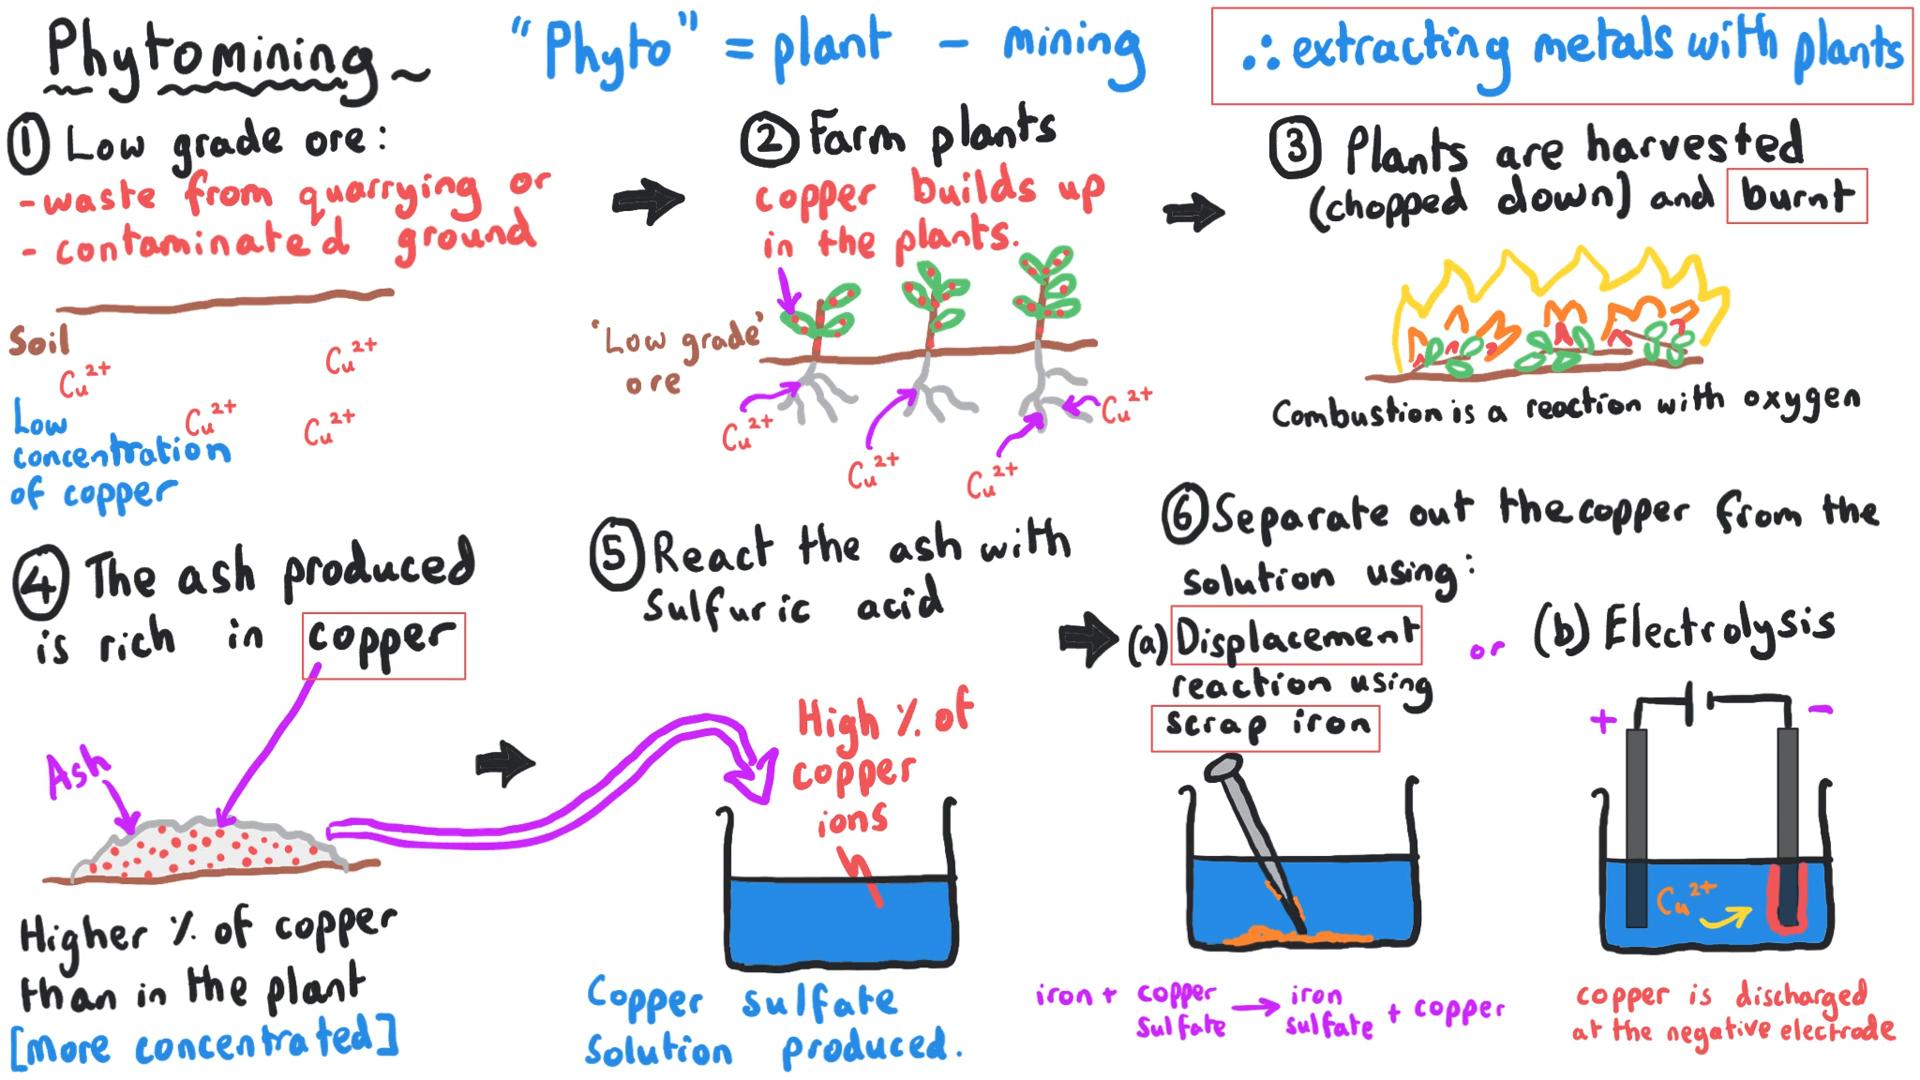 Phytomining ~
"Phyto" = plant - mining
∴ extracting metals with plants
① Low grade ore:
- waste from quarrying or
- contaminated ground
Soil
Cu²⁺
Cu²⁺
Cu²⁺
Cu²⁺
Low
concentration
of copper
② Farm plants
copper builds up
in the plants.
'Low grade'
ore
Cu²⁺
Cu²⁺
Cu²⁺
Cu²⁺
③ Plants are harvested
(chopped down) and burnt
Combustion is a reaction with oxygen
④ The ash produced
is rich in copper
Ash
Higher % of copper
than in the plant
[more concentrated]
⑤ React the ash with
Sulfuric acid
High % of
copper
ions
Copper sulfate
Solution produced.
⑥ Separate out the copper from the
solution using:
(a) Displacement
reaction using
scrap iron
or
(b) Electrolysis
+
-
Cu²⁺
iron + copper sulfate → iron sulfate + copper
copper is discharged
at the negative electrode